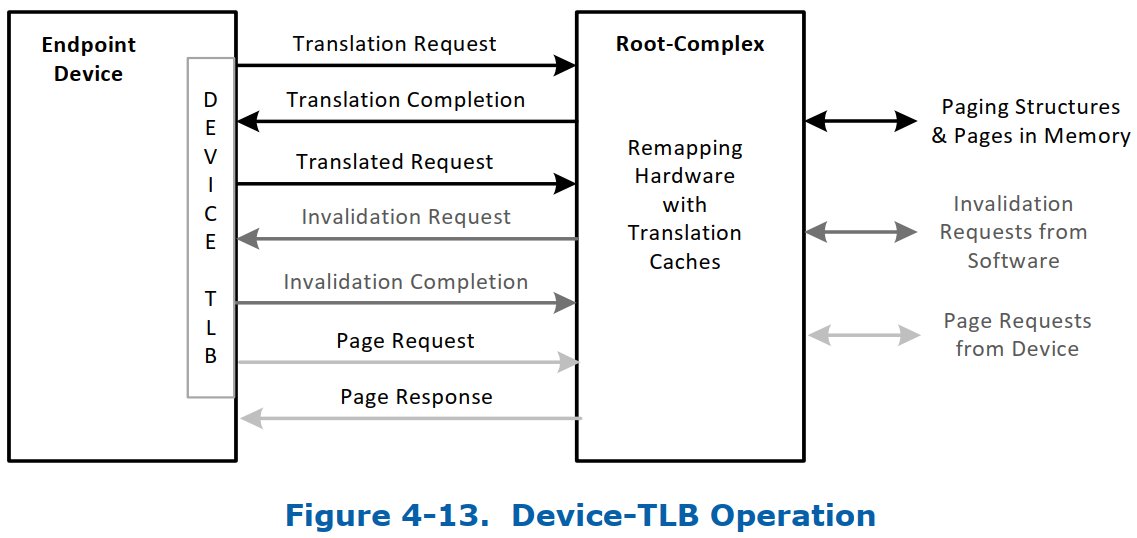 Endpoint
Device
D
E
V
I
C
E
T
L
B
Translation Request
Translation Completion
Translated Request
Invalidation Request
Invalidation Completion
Page Request
Page Response
Root-Complex
Remapping
Hardware
with
Translation
Caches
Paging Structures
& Pages in Memory
Invalidation
Requests from
Software
Page Requests
from Device
Figure 4-13. Device-TLB Operation